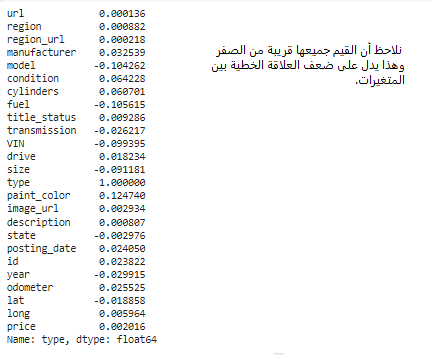 url 0.000136
region 0.000882
region_url 0.000218
manufacturer 0.032539
model -0.104262
condition 0.064228
cylinders 0.060701
fuel -0.105615
title_status 0.009286
transmission -0.026217
VIN -0.099395
drive 0.018234
size -0.091181
type 1.000000
paint_color 0.124740
image_url 0.002934
description 0.000807
state -0.002976
posting_date 0.024050
id 0.023822
year -0.029915
odometer 0.025525
lat -0.018858
long 0.005964
price 0.002016
Name: type, dtype: float64
نلاحظ أن القيم جميعها قريبة من الصفر
وهذا يدل على ضعف العلاقة الخطية بين
المتغيرات.